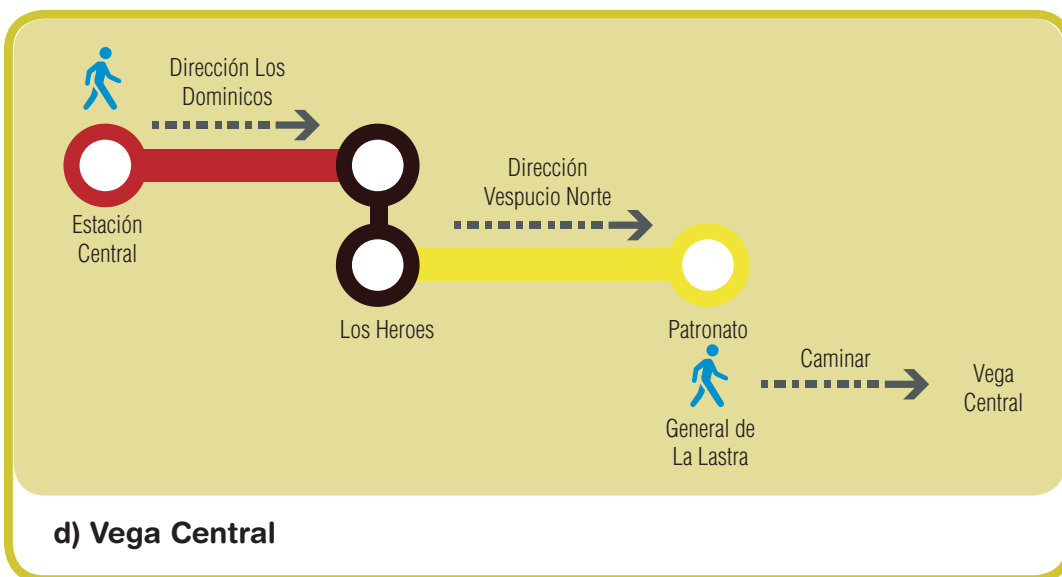 Dirección Los
Dominicos
Estación
Central
Dirección
Vespucio Norte
Los Heroes
Patronato
Caminar
Vega
Central
General de
La Lastra
d) Vega Central